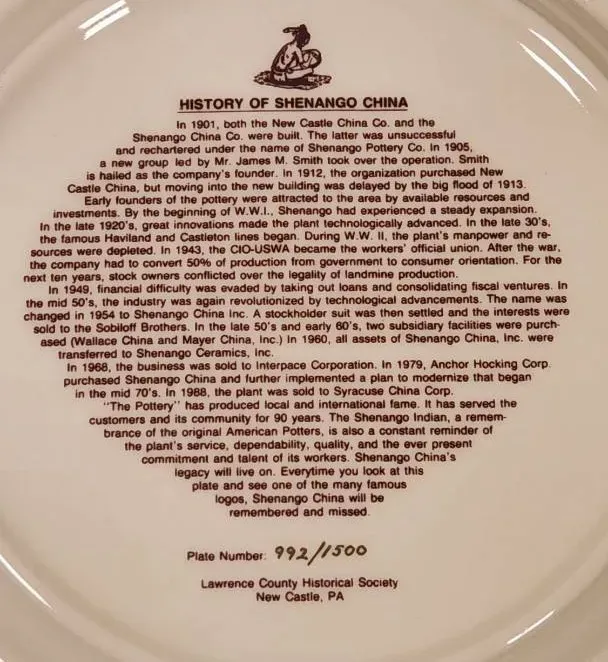 HISTORY OF SHENANGO CHINA
In 1901, both the New Castle China Co. and the
Shenango China Co. were built. The latter was unsuccessful
and rechartered under the name of Shenango Pottery Co. In 1905,
a new group led by Mr. James M. Smith took over the operation. Smith
is hailed as the company's founder. In 1912, the organization purchased New
Castle China, but moving into the new building was delayed by the big flood of 1913.
Early founders of the pottery were attracted to the area by available resources and
investments. By the beginning of W.W.I., Shenango had experienced a steady expansion.
In the late 1920's, great innovations made the plant technologically advanced. In the late 30's,
the famous Haviland and Castleton lines began. During W.W. II, the plant's manpower and re-
sources were depleted. In 1943, the CIO-USWA became the workers' official union. After the war,
the company had to convert 50% of production from government to consumer orientation. For the
next ten years, stock owners conflicted over the legality of landmine production.
In 1949, financial difficulty was evaded by taking out loans and consolidating fiscal ventures. In
the mid 50's, the industry was again revolutionized by technological advancements. The name was
changed in 1954 to Shenango China Inc. A stockholder suit was then settled and the interests were
sold to the Sobiloff Brothers. In the late 50's and early 60's, two subsidiary facilities were purch-
ased (Wallace China and Mayer China, Inc.) In 1960, all assets of Shenango China, Inc. were
transferred to Shenango Ceramics, Inc.
In 1968, the business was sold to Interpace Corporation. In 1979, Anchor Hocking Corp.
purchased Shenango China and further implemented a plan to modernize that began
in the mid 70's. In 1988, the plant was sold to Syracuse China Corp.
"The Pottery" has produced local and international fame. It has served the
customers and its community for 90 years. The Shenango Indian, a remem-
brance of the original American Potters, is also a constant reminder of
the plant's service, dependability, quality, and the ever present
commitment and talent of its workers. Shenango China's
legacy will live on. Everytime you look at this
plate and see one of the many famous
logos, Shenango China will be
remembered and missed.
Plate Number: 992/1500
Lawrence County Historical Society
New Castle, PA